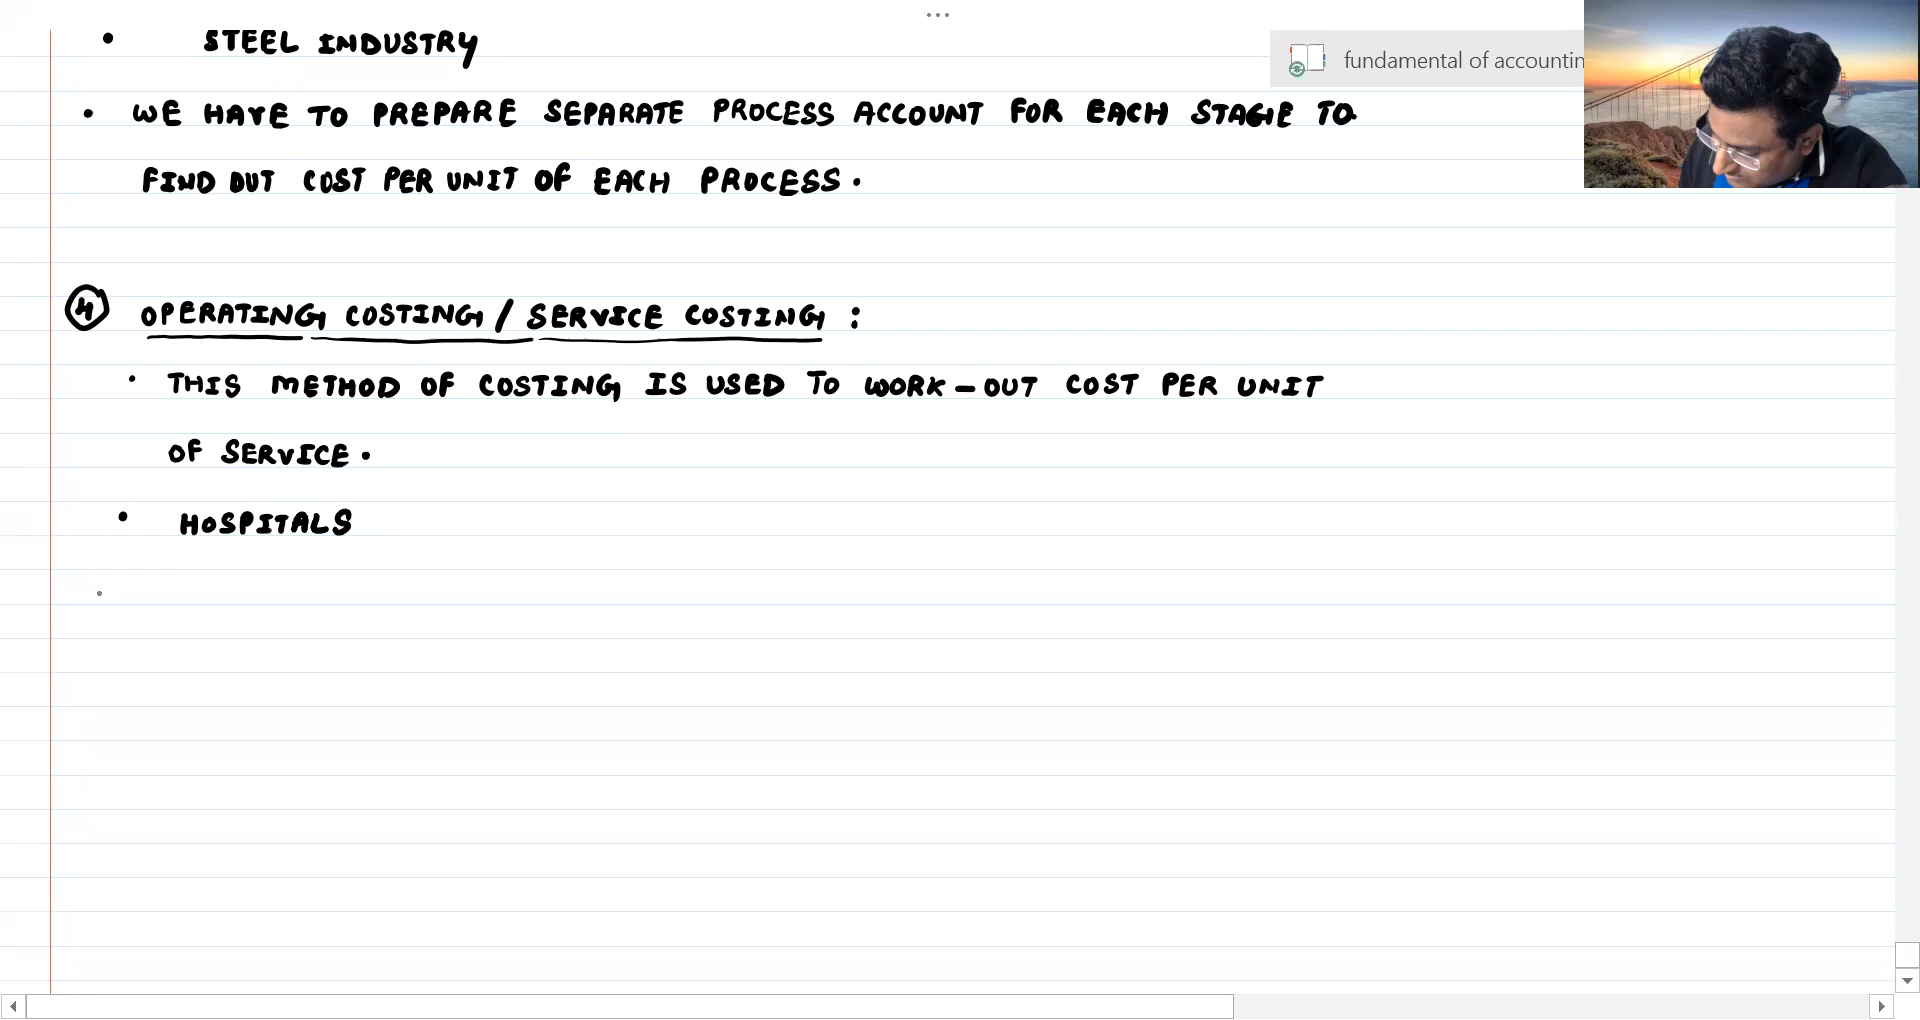 • STEEL INDUSTRY
fundamental of accountin
• WE HAVE TO PREPARE SEPARATE PROCESS ACCOUNT FOR EACH STAGE TO
FIND OUT COST PER UNIT OF EACH PROCESS.
4 OPERATING COSTING / SERVICE COSTING :
• THIS METHOD OF COSTING IS USED TO WORK-OUT COST PER UNIT
OF SERVICE.
• HOSPITALS